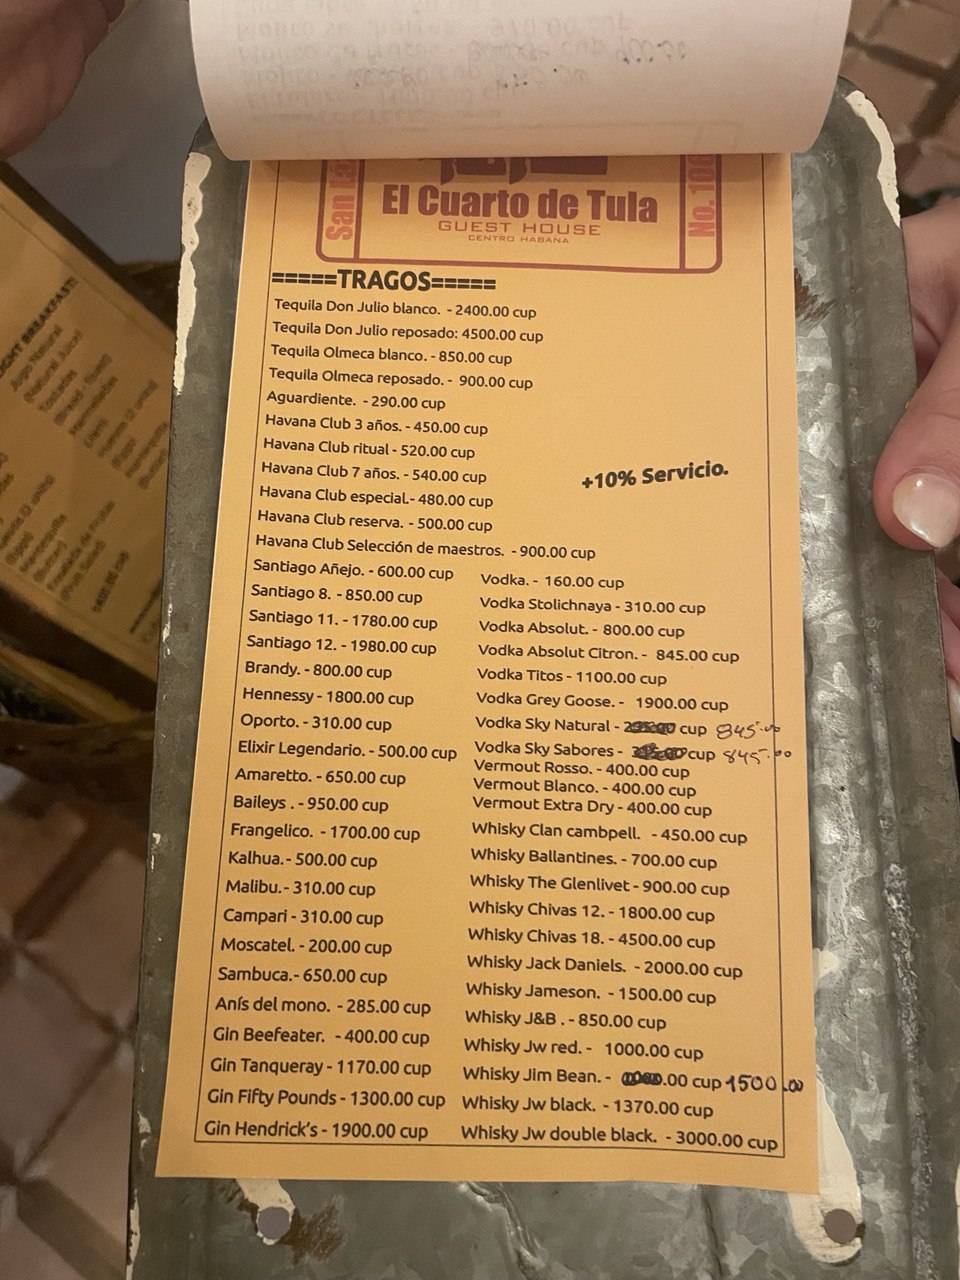 San Lá
El Cuarto de Tula
GUEST HOUSE
CENTRO HABANA
No. 10
=====TRAGOS=====
Tequila Don Julio blanco. - 2400.00 cup
Tequila Don Julio reposado: 4500.00 cup
Tequila Olmeca blanco. - 850.00 cup
Tequila Olmeca reposado. - 900.00 cup
Aguardiente. - 290.00 cup
Havana Club 3 años. - 450.00 cup
Havana Club ritual - 520.00 cup
Havana Club 7 años. - 540.00 cup
Havana Club especial.- 480.00 cup
Havana Club reserva. - 500.00 cup
Havana Club Selección de maestros. - 900.00 cup
+10% Servicio.
Santiago Añejo. - 600.00 cup
Santiago 8. - 850.00 cup
Santiago 11. - 1780.00 cup
Santiago 12. - 1980.00 cup
Brandy. - 800.00 cup
Hennessy - 1800.00 cup
Oporto. - 310.00 cup
Elixir Legendario. - 500.00 cup
Amaretto. - 650.00 cup
Baileys . - 950.00 cup
Frangelico. - 1700.00 cup
Kalhua.- 500.00 cup
Malibu.- 310.00 cup
Campari - 310.00 cup
Moscatel. - 200.00 cup
Sambuca.- 650.00 cup
Anís del mono. - 285.00 cup
Gin Beefeater. - 400.00 cup
Gin Tanqueray - 1170.00 cup
Gin Fifty Pounds - 1300.00 cup
Gin Hendrick's - 1900.00 cup
Vodka. - 160.00 cup
Vodka Stolichnaya - 310.00 cup
Vodka Absolut. - 800.00 cup
Vodka Absolut Citron. - 845.00 cup
Vodka Titos - 1100.00 cup
Vodka Grey Goose. - 1900.00 cup
Vodka Sky Natural - cup 845.00
Vodka Sky Sabores - cup 845.00
Vermout Rosso. - 400.00 cup
Vermout Blanco. - 400.00 cup
Vermout Extra Dry - 400.00 cup
Whisky Clan cambpell. - 450.00 cup
Whisky Ballantines. - 700.00 cup
Whisky The Glenlivet - 900.00 cup
Whisky Chivas 12. - 1800.00 cup
Whisky Chivas 18. - 4500.00 cup
Whisky Jack Daniels. - 2000.00 cup
Whisky Jameson. - 1500.00 cup
Whisky J&B . - 850.00 cup
Whisky Jw red. - 1000.00 cup
Whisky Jim Bean. - .00 cup 1500.00
Whisky Jw black. - 1370.00 cup
Whisky Jw double black. - 3000.00 cup